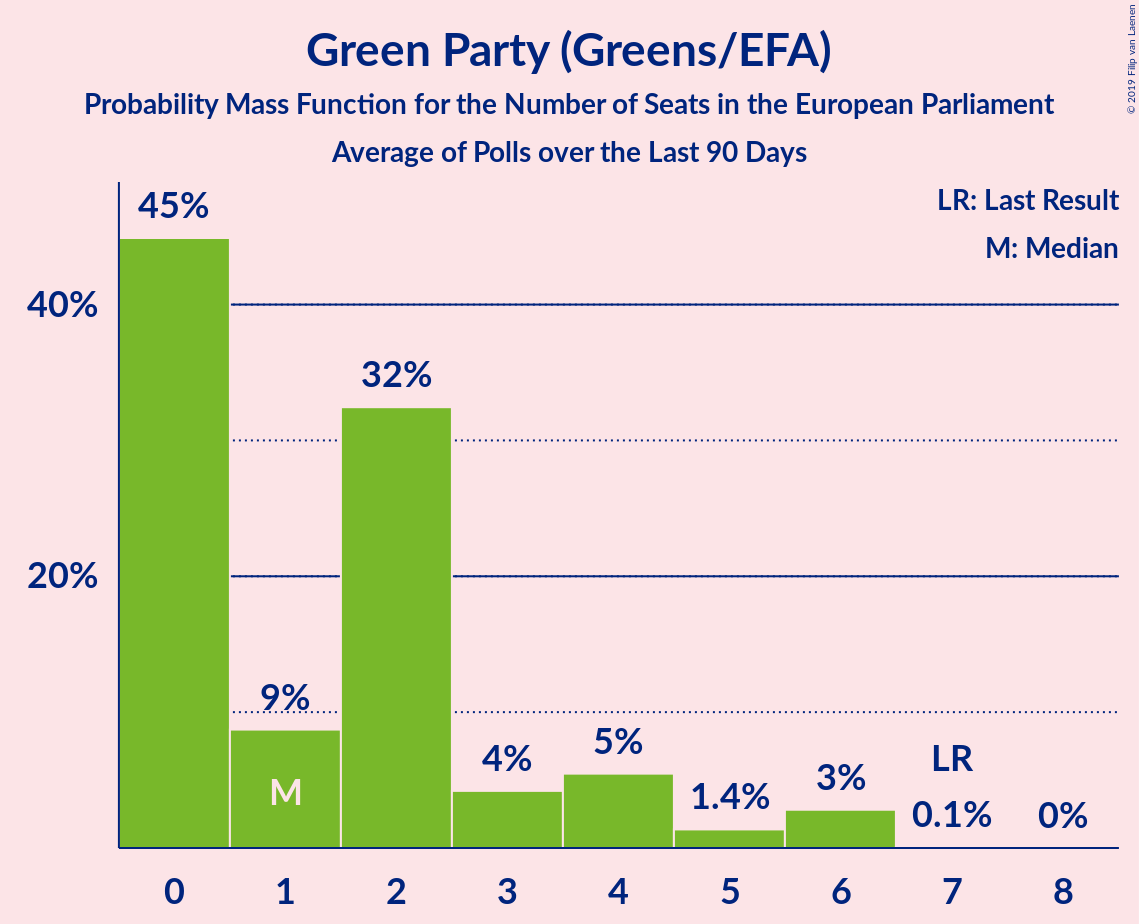 Green Party (Greens/EFA)
Probability Mass Function for the Number of Seats in the European Parliament
Average of Polls over the Last 90 Days
© 2019 Filip van Laenen
LR: Last Result
M: Median
45%
40%
32%
20%
9%
M
4%
5%
1.4%
3%
LR
0.1%
0%
0 1 2 3 4 5 6 7 8